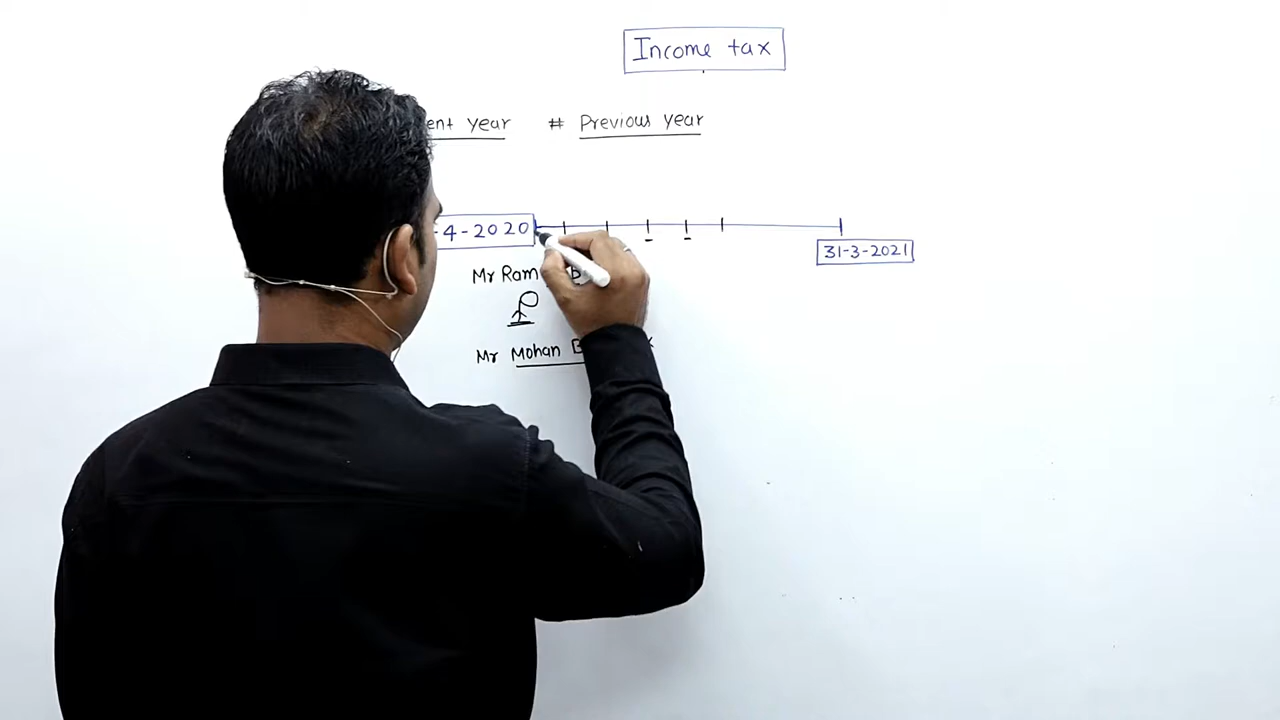 Income tax
ent year # Previous year
-4-2020
31-3-2021
Mr Ram B
Mr Mohan B